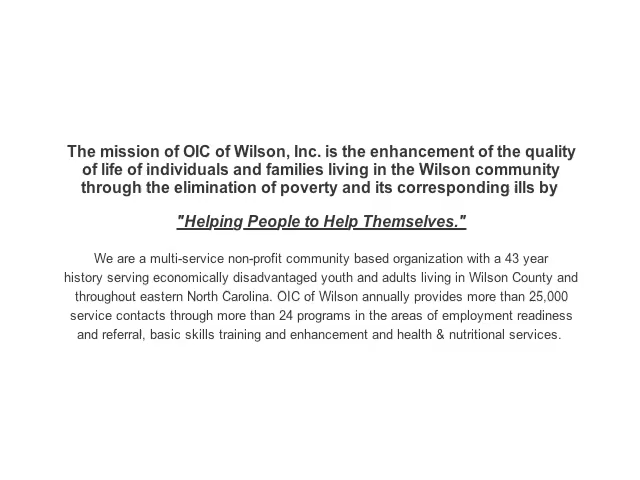 The mission of OIC of Wilson, Inc. is the enhancement of the quality
of life of individuals and families living in the Wilson community
through the elimination of poverty and its corresponding ills by
"Helping People to Help Themselves."
We are a multi-service non-profit community based organization with a 43 year
history serving economically disadvantaged youth and adults living in Wilson County and
throughout eastern North Carolina. OIC of Wilson annually provides more than 25,000
service contacts through more than 24 programs in the areas of employment readiness
and referral, basic skills training and enhancement and health & nutritional services.